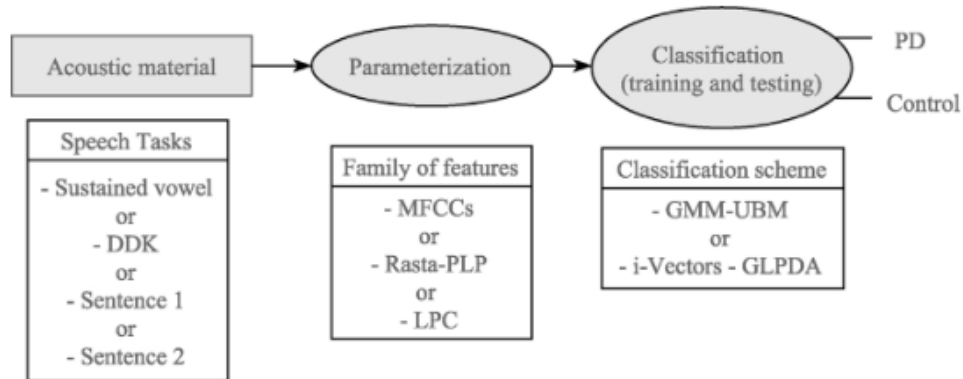 Acoustic material
Parameterization
Classification
(training and testing)
PD
Control
Speech Tasks
- Sustained vowel
or
- DDK
or
- Sentence 1
or
- Sentence 2
Family of features
- MFCCs
or
- Rasta-PLP
or
- LPC
Classification scheme
- GMM-UBM
or
- i-Vectors - GLPDA